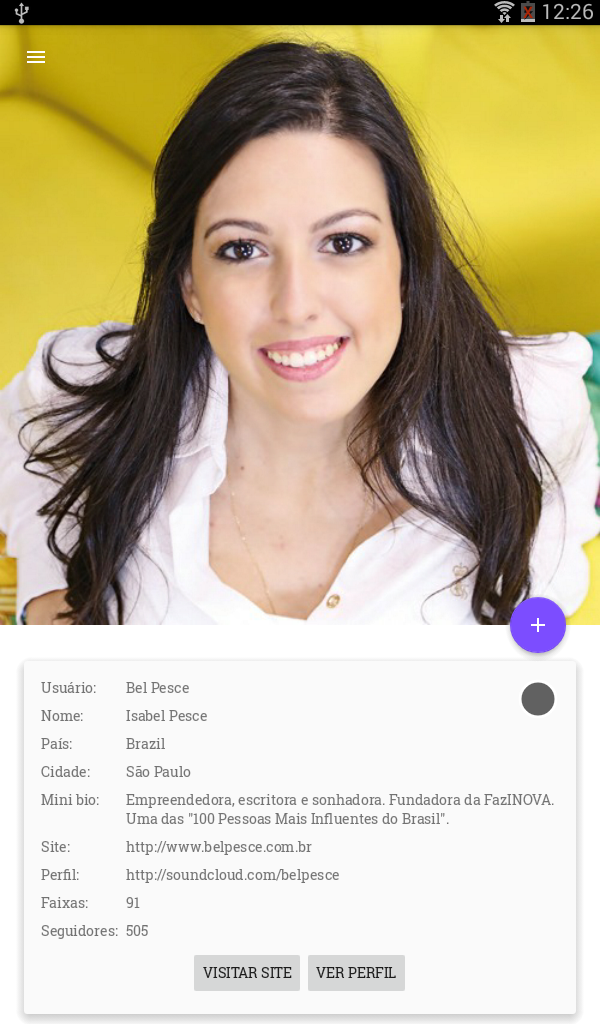 12:26
Usuário: Bel Pesce
Nome: Isabel Pesce
País: Brazil
Cidade: São Paulo
Mini bio: Empreendedora, escritora e sonhadora. Fundadora da FazINOVA.
Uma das "100 Pessoas Mais Influentes do Brasil".
Site: http://www.belpesce.com.br
Perfil: http://soundcloud.com/belpesce
Faixas: 91
Seguidores: 505
VISITAR SITE VER PERFIL